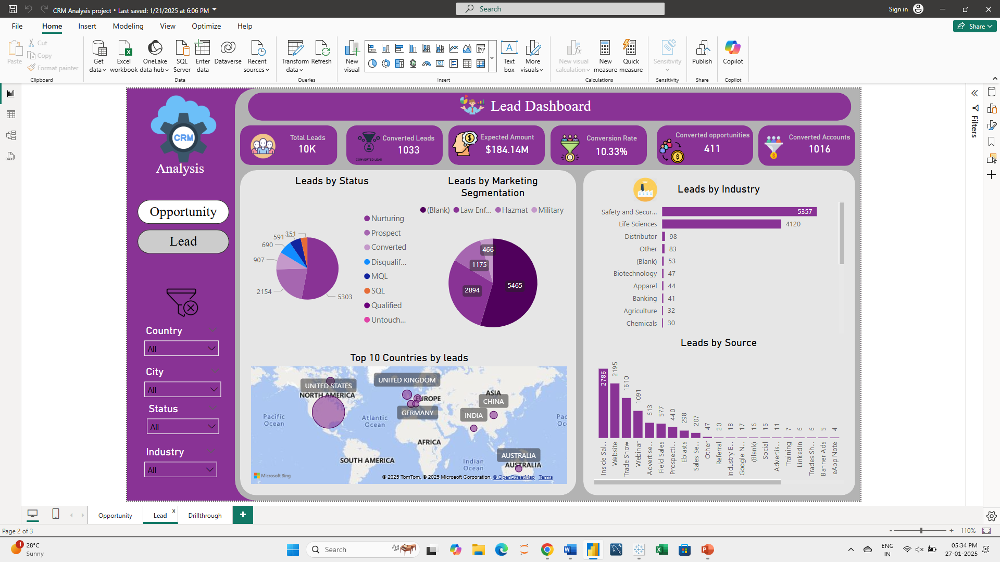 CRM Analysis project • Last saved: 1/21/2025 at 6:06 PM
Search
Sign in
File
Home
Insert
Modeling
View
Optimize
Help
Share
Paste
Cut
Copy
Format painter
Clipboard
Get data
Excel workbook
OneLake data hub
SQL Server
Enter data
Dataverse
Recent sources
Data
Transform data
Refresh
Queries
New visual
Text box
More visuals
Insert
New visual calculation
New measure
Quick measure
Calculations
Sensitivity
Sensitivity
Publish
Share
Copilot
Copilot
Filters
CRM
Analysis
Opportunity
Lead
Country
All
City
All
Status
All
Industry
All
Lead Dashboard
Total Leads
10K
CONVERTED LEAD
Converted Leads
1033
Expected Amount
$184.14M
Conversion Rate
10.33%
Converted opportunities
411
Converted Accounts
1016
Leads by Status
351
591
690
907
2154
5303
Nurturing
Prospect
Converted
Disqualif...
MQL
SQL
Qualified
Untouch...
Leads by Marketing
Segmentation
(Blank) Law Enf... Hazmat Military
466
1175
2894
5465
Top 10 Countries by leads
UNITED STATES
NORTH AMERICA
UNITED KINGDOM
EUROPE
GERMANY
ASIA
CHINA
INDIA
Pacific
Ocean
Atlantic
Ocean
Pac
Oc
AFRICA
SOUTH AMERICA
Indian
Ocean
AUSTRALIA
AUSTRALIA
Microsoft Bing
© 2025 TomTom, © 2025 Microsoft Corporation, © OpenStreetMap Terms
Leads by Industry
Safety and Secur... 5357
Life Sciences 4120
Distributor 98
Other 83
(Blank) 53
Biotechnology 47
Apparel 44
Banking 41
Agriculture 32
Chemicals 30
Leads by Source
2786 2195 1610 1091 613 577 440 298 207 47 20 18 17 16 15 11 7 6 6 5 4
Inside Sal... Website Trade Show Webinar Advertise... Field Sales Prospecti... Eblasts Sales Se... Other Referral Industry E... Google N... (Blank) Social Advertis... Training LinkedIn Trades Sh... Banner Ads eApp Note
Opportunity
Lead x
Drillthrough
+
Page 2 of 3
- + 110%
1
28°C
Sunny
Search
ENG
IN
05:34 PM
27-01-2025